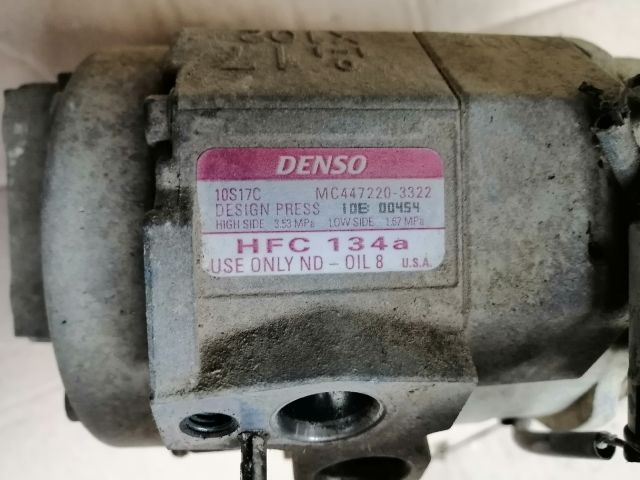 DENSO
10S17C MC447220-3322
DESIGN PRESS 10B 00454
HIGH SIDE 3.53 MPa LOW SIDE 1.67 MPa
HFC 134a
USE ONLY ND-OIL 8 U.S.A.